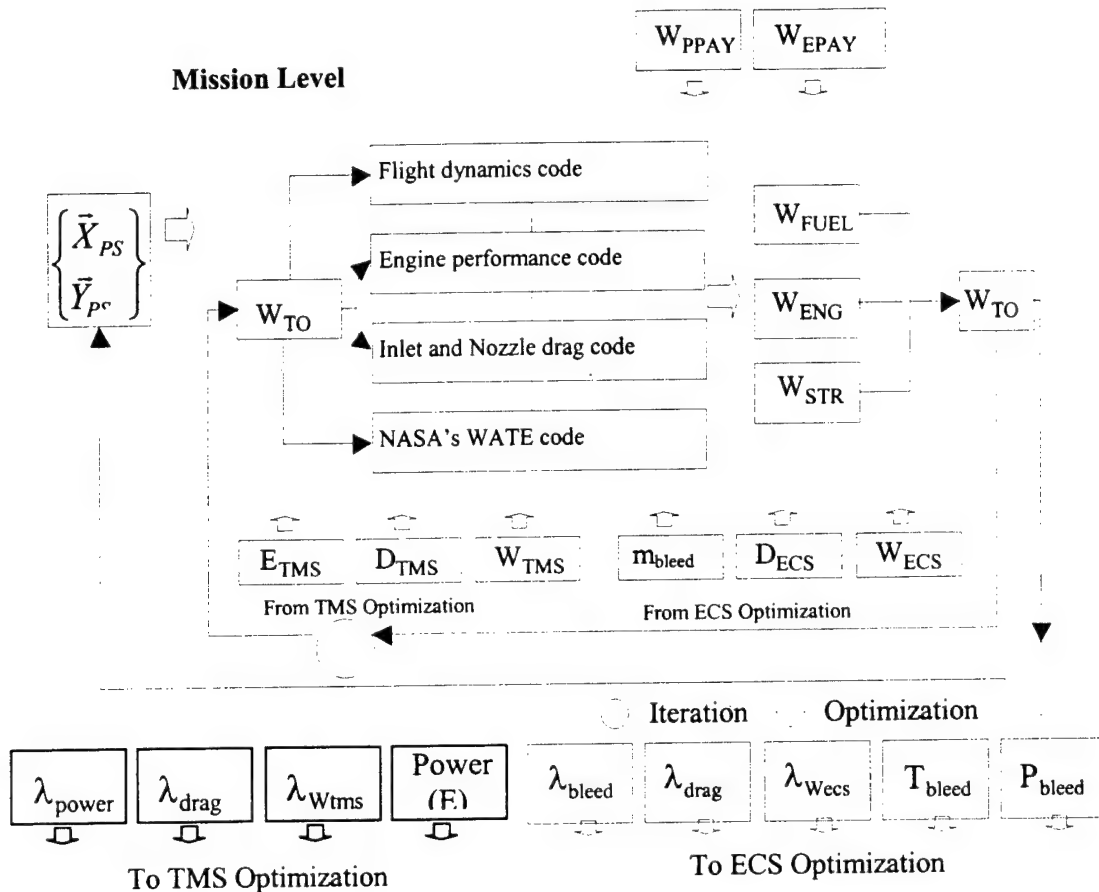 W_PPAY W_EPAY
Mission Level
Flight dynamics code
{X⃗_PS
Y⃗_PS}
W_FUEL
Engine performance code
W_TO
W_ENG
W_TO
Inlet and Nozzle drag code
W_STR
NASA's WATE code
E_TMS D_TMS W_TMS m_bleed D_ECS W_ECS
From TMS Optimization From ECS Optimization
Iteration Optimization
λ_power λ_drag λ_Wtms Power
(E)
λ_bleed λ_drag λ_Wecs T_bleed P_bleed
To TMS Optimization To ECS Optimization